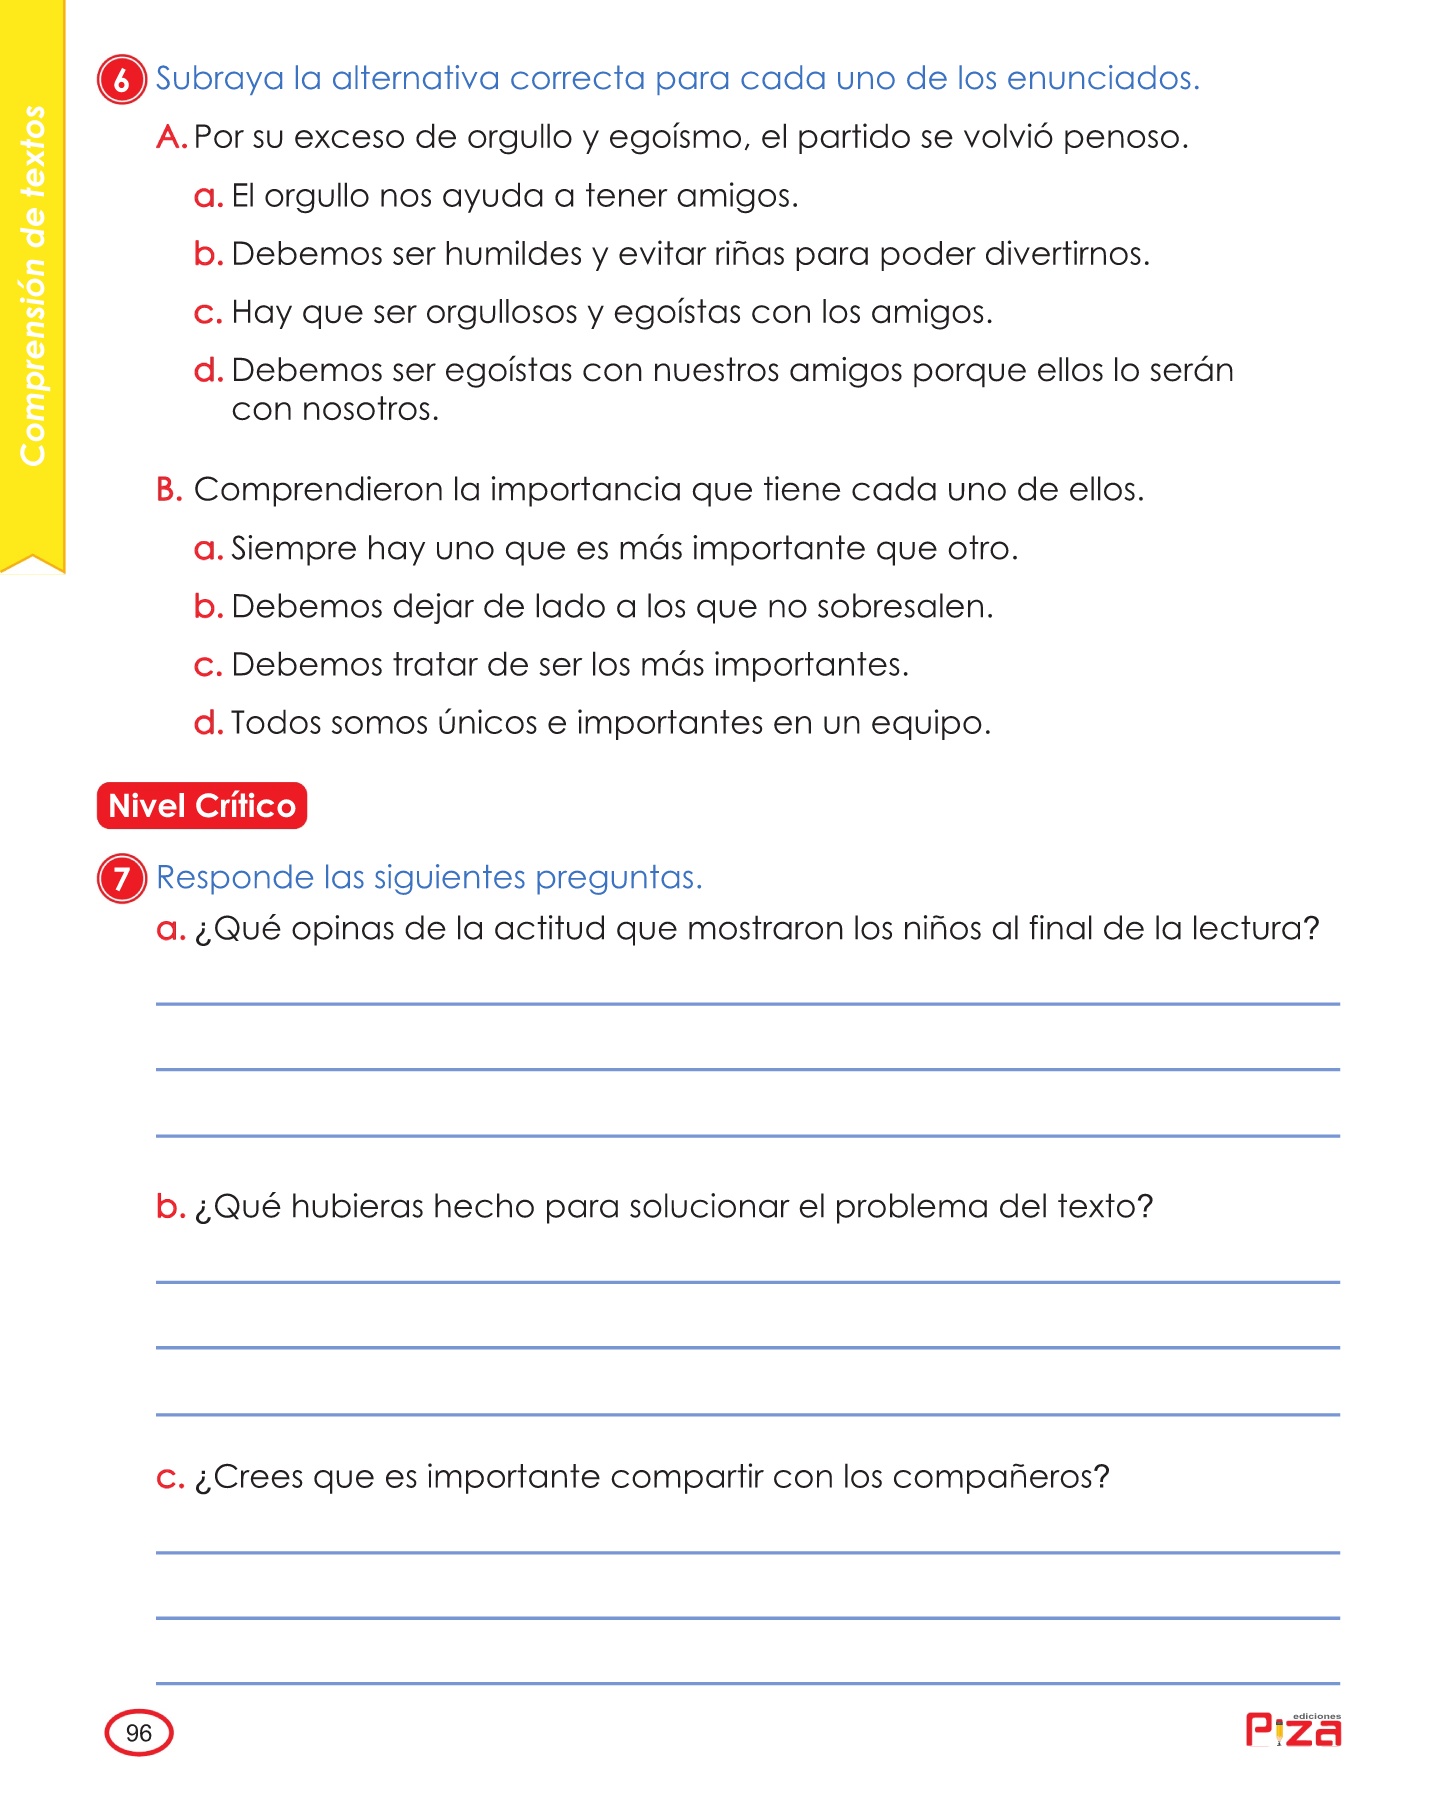 Comprensión de textos
6 Subraya la alternativa correcta para cada uno de los enunciados.
A. Por su exceso de orgullo y egoísmo, el partido se volvió penoso.
a. El orgullo nos ayuda a tener amigos.
b. Debemos ser humildes y evitar riñas para poder divertirnos.
c. Hay que ser orgullosos y egoístas con los amigos.
d. Debemos ser egoístas con nuestros amigos porque ellos lo serán
con nosotros.
B. Comprendieron la importancia que tiene cada uno de ellos.
a. Siempre hay uno que es más importante que otro.
b. Debemos dejar de lado a los que no sobresalen.
c. Debemos tratar de ser los más importantes.
d. Todos somos únicos e importantes en un equipo.
Nivel Crítico
7 Responde las siguientes preguntas.
a. ¿Qué opinas de la actitud que mostraron los niños al final de la lectura?
b. ¿Qué hubieras hecho para solucionar el problema del texto?
c. ¿Crees que es importante compartir con los compañeros?
96
ediciones
Piza